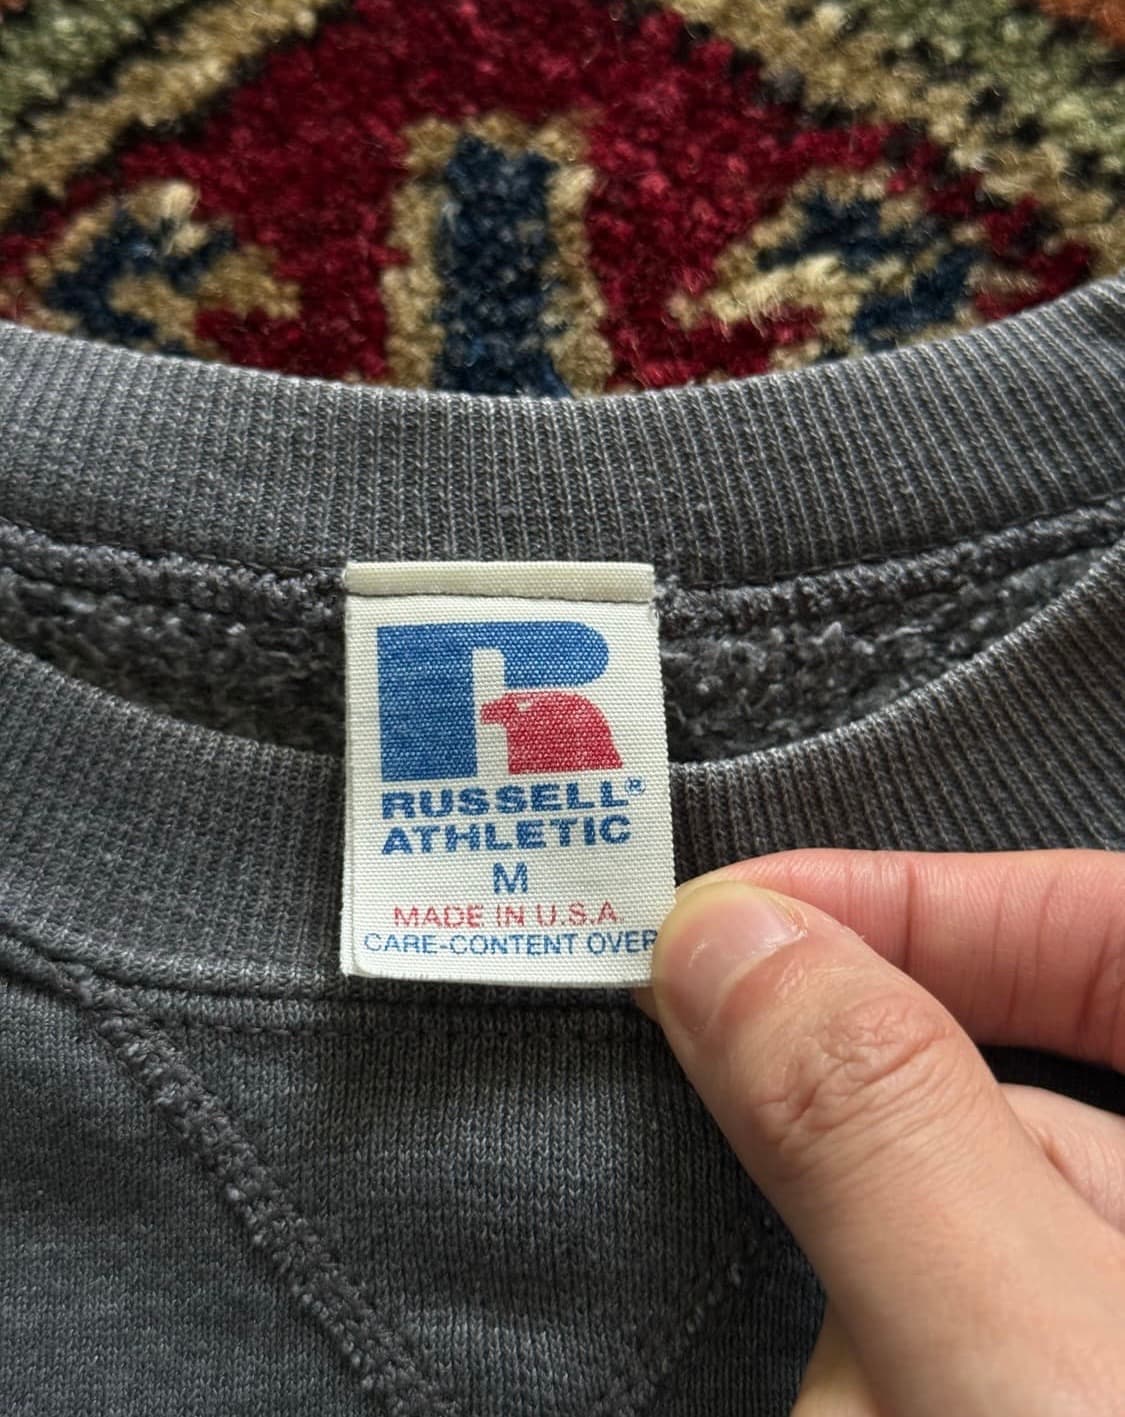 R
RUSSELL®
ATHLETIC
M
MADE IN U.S.A.
CARE-CONTENT OVER